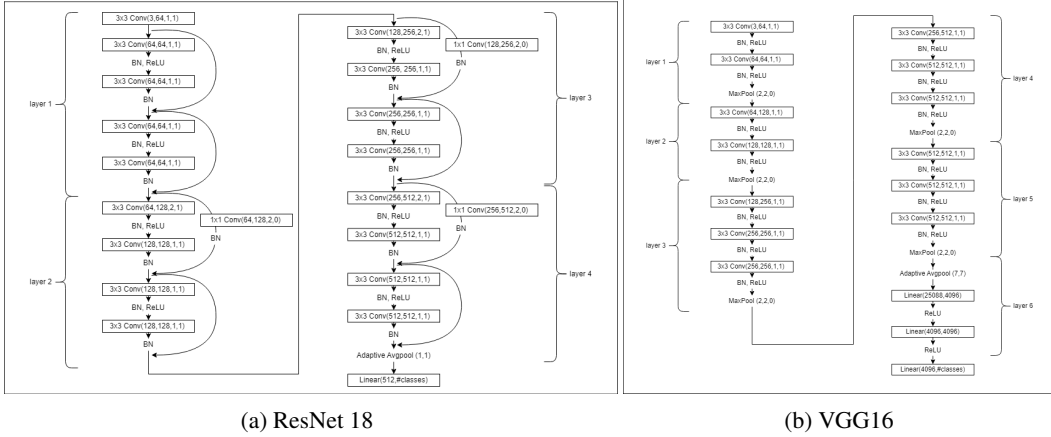 3x3 Conv(3,64,1,1)
3x3 Conv(64,64,1,1)
BN, ReLU
3x3 Conv(64,64,1,1)
BN
layer 1
3x3 Conv(64,64,1,1)
BN, ReLU
3x3 Conv(64,64,1,1)
BN
3x3 Conv(64,128,2,1)
1x1 Conv(64,128,2,0)
BN, ReLU
BN
3x3 Conv(128,128,1,1)
BN
layer 2
3x3 Conv(128,128,1,1)
BN, ReLU
3x3 Conv(128,128,1,1)
BN
3x3 Conv(128,256,2,1)
1x1 Conv(128,256,2,0)
BN, ReLU
BN
3x3 Conv(256, 256,1,1)
BN
layer 3
3x3 Conv(256,256,1,1)
BN, ReLU
3x3 Conv(256,256,1,1)
BN
3x3 Conv(256,512,2,1)
1x1 Conv(256,512,2,0)
BN, ReLU
BN
3x3 Conv(512,512,1,1)
BN
layer 4
3x3 Conv(512,512,1,1)
BN, ReLU
3x3 Conv(512,512,1,1)
BN
Adaptive Avgpool (1,1)
Linear(512,#classes)
(a) ResNet 18
3x3 Conv(3,64,1,1)
BN, ReLU
layer 1
3x3 Conv(64,64,1,1)
BN, ReLU
MaxPool (2,2,0)
3x3 Conv(64,128,1,1)
BN, ReLU
layer 2
3x3 Conv(128,128,1,1)
BN, ReLU
MaxPool (2,2,0)
3x3 Conv(128,256,1,1)
BN, ReLU
3x3 Conv(256,256,1,1)
layer 3
BN, ReLU
3x3 Conv(256,256,1,1)
BN, ReLU
MaxPool (2,2,0)
3x3 Conv(256,512,1,1)
BN, ReLU
3x3 Conv(512,512,1,1)
layer 4
BN, ReLU
3x3 Conv(512,512,1,1)
BN, ReLU
MaxPool (2,2,0)
3x3 Conv(512,512,1,1)
BN, ReLU
3x3 Conv(512,512,1,1)
layer 5
BN, ReLU
3x3 Conv(512,512,1,1)
BN, ReLU
MaxPool (2,2,0)
Adaptive Avgpool (7,7)
Linear(25088,4096)
layer 6
ReLU
Linear(4096,4096)
ReLU
Linear(4096,#classes)
(b) VGG16